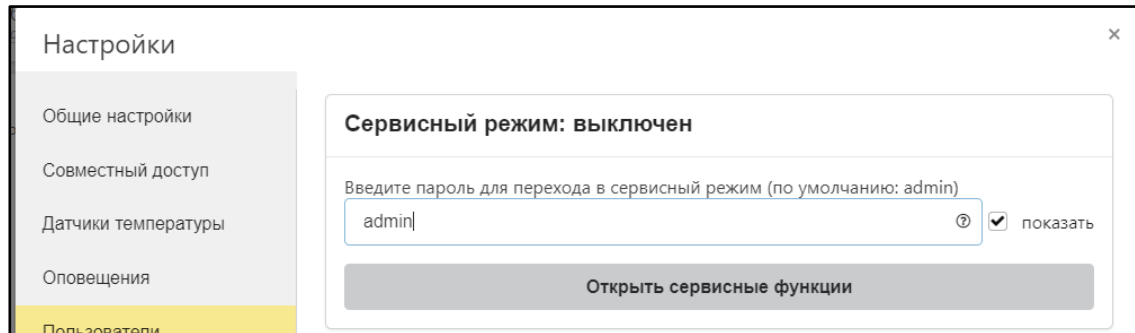 Настройки
×
Общие настройки
Совместный доступ
Датчики температуры
Оповещения
Пользователи
Сервисный режим: выключен
Введите пароль для перехода в сервисный режим (по умолчанию: admin)
admin
показать
Открыть сервисные функции